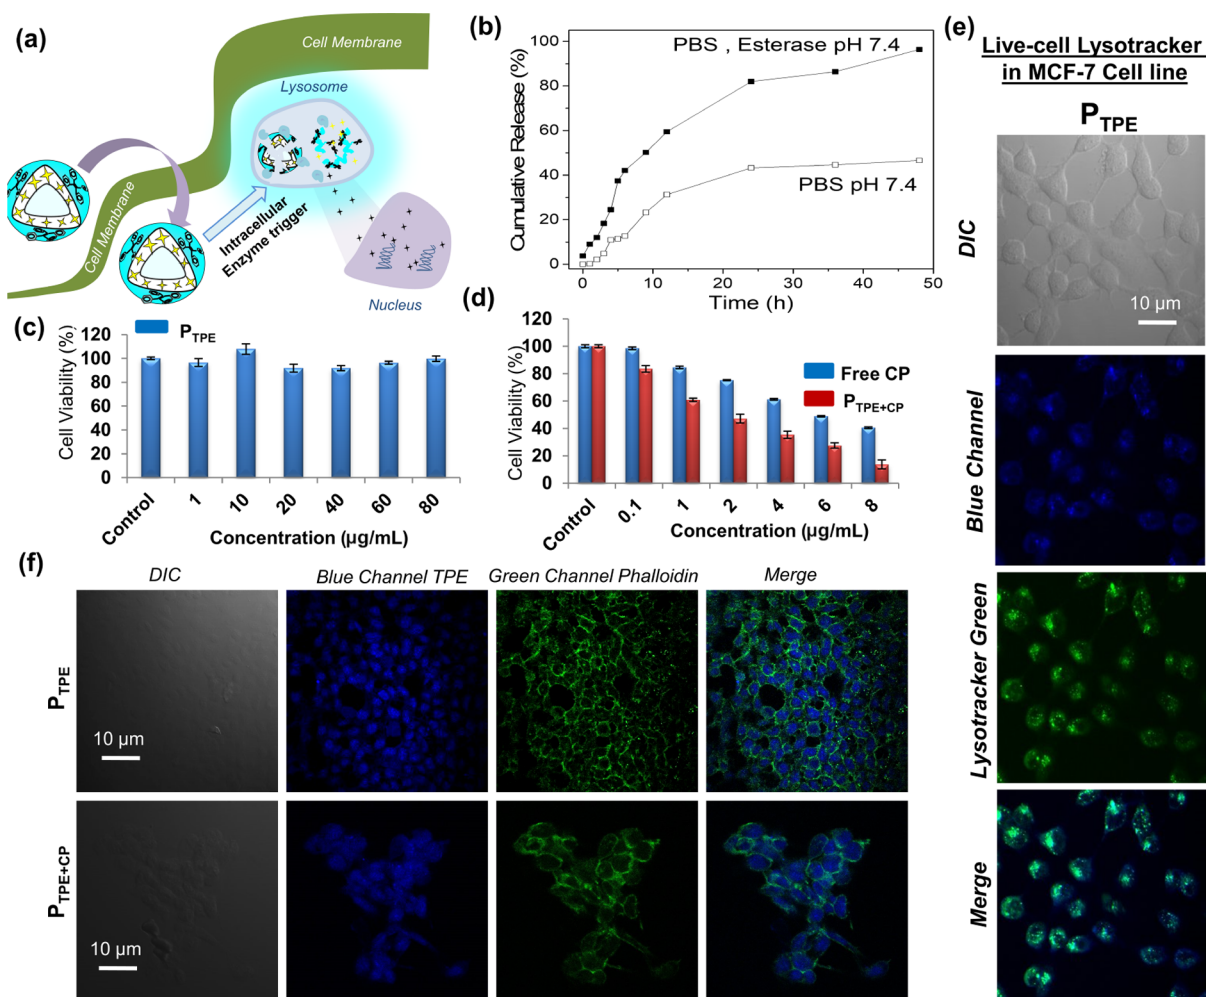 (a)
Cell Membrane
Lysosome
Cell Membrane
Intracellular
Enzyme trigger
Nucleus
(b)
Cumulative Release (%)
100
80
60
40
20
0
PBS , Esterase pH 7.4
PBS pH 7.4
0
10
20
30
40
50
Time (h)
(c)
Cell Viability (%)
120
100
80
60
40
20
0
P_TPE
Control
1
10
20
40
60
80
Concentration (µg/mL)
(d)
Cell Viability (%)
120
100
80
60
40
20
0
Free CP
P_TPE+CP
Control
0.1
1
2
4
6
8
Concentration (µg/mL)
(e)
Live-cell Lysotracker
in MCF-7 Cell line
P_TPE
DIC
10 µm
Blue Channel
Lysotracker Green
Merge
(f)
DIC
Blue Channel TPE
Green Channel Phalloidin
Merge
P_TPE
10 µm
P_TPE+CP
10 µm